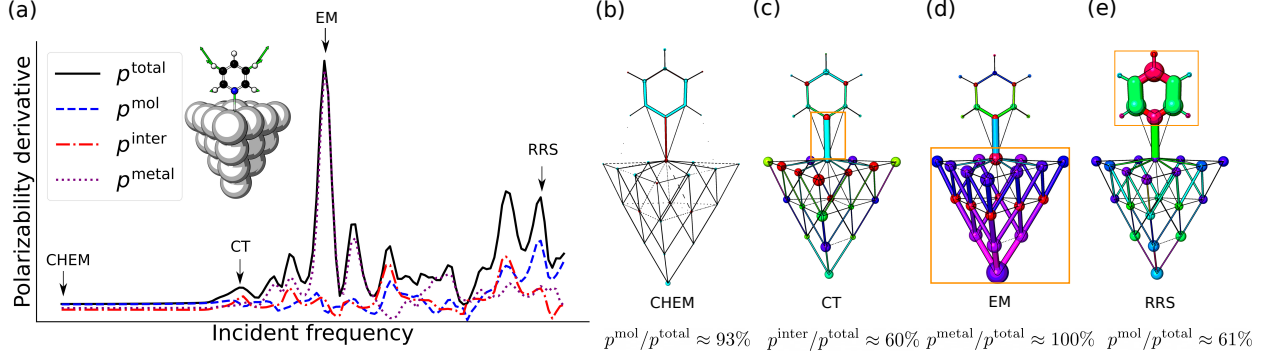 (a)
Polarizability derivative
Incident frequency
p^total
p^mol
p^inter
p^metal
CHEM
CT
EM
RRS
(b)
CHEM
p^mol/p^total ≈ 93%
(c)
CT
p^inter/p^total ≈ 60%
(d)
EM
p^metal/p^total ≈ 100%
(e)
RRS
p^mol/p^total ≈ 61%